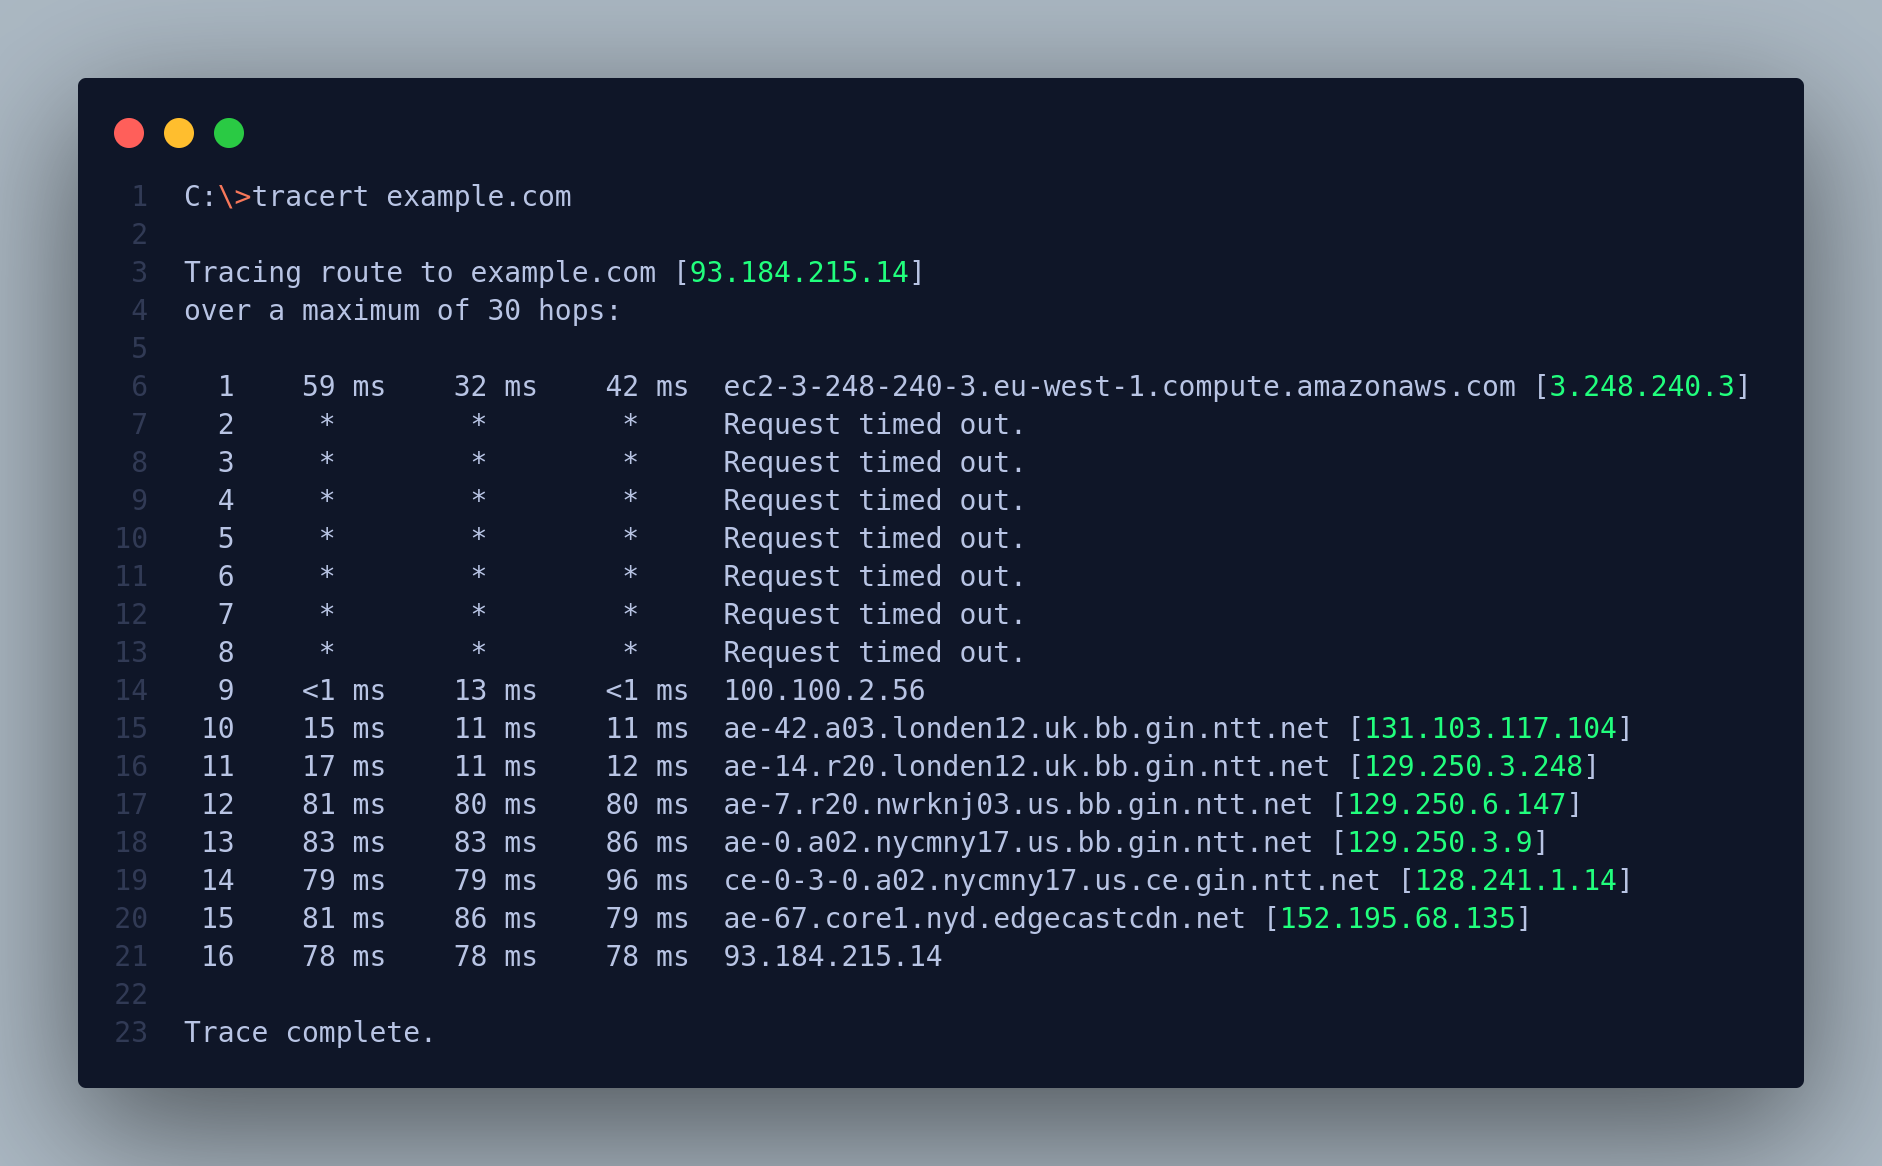 1 C:\>tracert example.com
2
3 Tracing route to example.com [93.184.215.14]
4 over a maximum of 30 hops:
5
6   1    59 ms    32 ms    42 ms  ec2-3-248-240-3.eu-west-1.compute.amazonaws.com [3.248.240.3]
7   2     *        *        *     Request timed out.
8   3     *        *        *     Request timed out.
9   4     *        *        *     Request timed out.
10   5     *        *        *     Request timed out.
11   6     *        *        *     Request timed out.
12   7     *        *        *     Request timed out.
13   8     *        *        *     Request timed out.
14   9    <1 ms    13 ms    <1 ms  100.100.2.56
15  10    15 ms    11 ms    11 ms  ae-42.a03.londen12.uk.bb.gin.ntt.net [131.103.117.104]
16  11    17 ms    11 ms    12 ms  ae-14.r20.londen12.uk.bb.gin.ntt.net [129.250.3.248]
17  12    81 ms    80 ms    80 ms  ae-7.r20.nwrknj03.us.bb.gin.ntt.net [129.250.6.147]
18  13    83 ms    83 ms    86 ms  ae-0.a02.nycmny17.us.bb.gin.ntt.net [129.250.3.9]
19  14    79 ms    79 ms    96 ms  ce-0-3-0.a02.nycmny17.us.ce.gin.ntt.net [128.241.1.14]
20  15    81 ms    86 ms    79 ms  ae-67.core1.nyd.edgecastcdn.net [152.195.68.135]
21  16    78 ms    78 ms    78 ms  93.184.215.14
22
23 Trace complete.